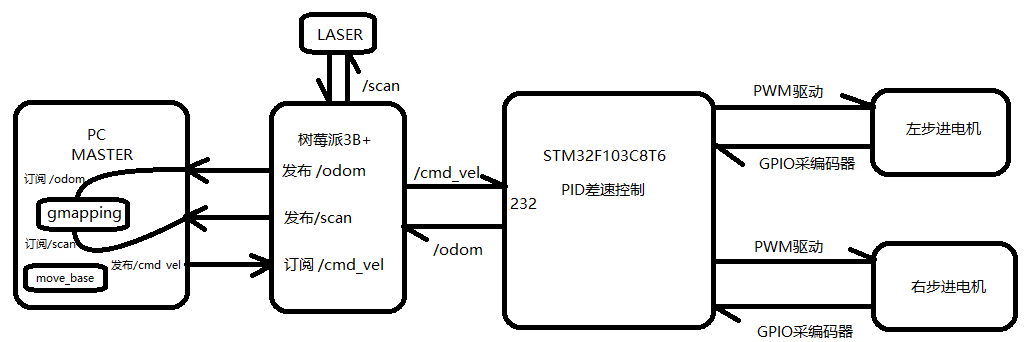 LASER
/scan
PC
MASTER
订阅 /odom
gmapping
订阅/scan
发布/cmd_vel
move_base
树莓派3B+
发布 /odom
发布/scan
订阅 /cmd_vel
/cmd_vel
232
/odom
STM32F103C8T6
PID差速控制
PWM驱动
左步进电机
GPIO采编码器
PWM驱动
右步进电机
GPIO采编码器